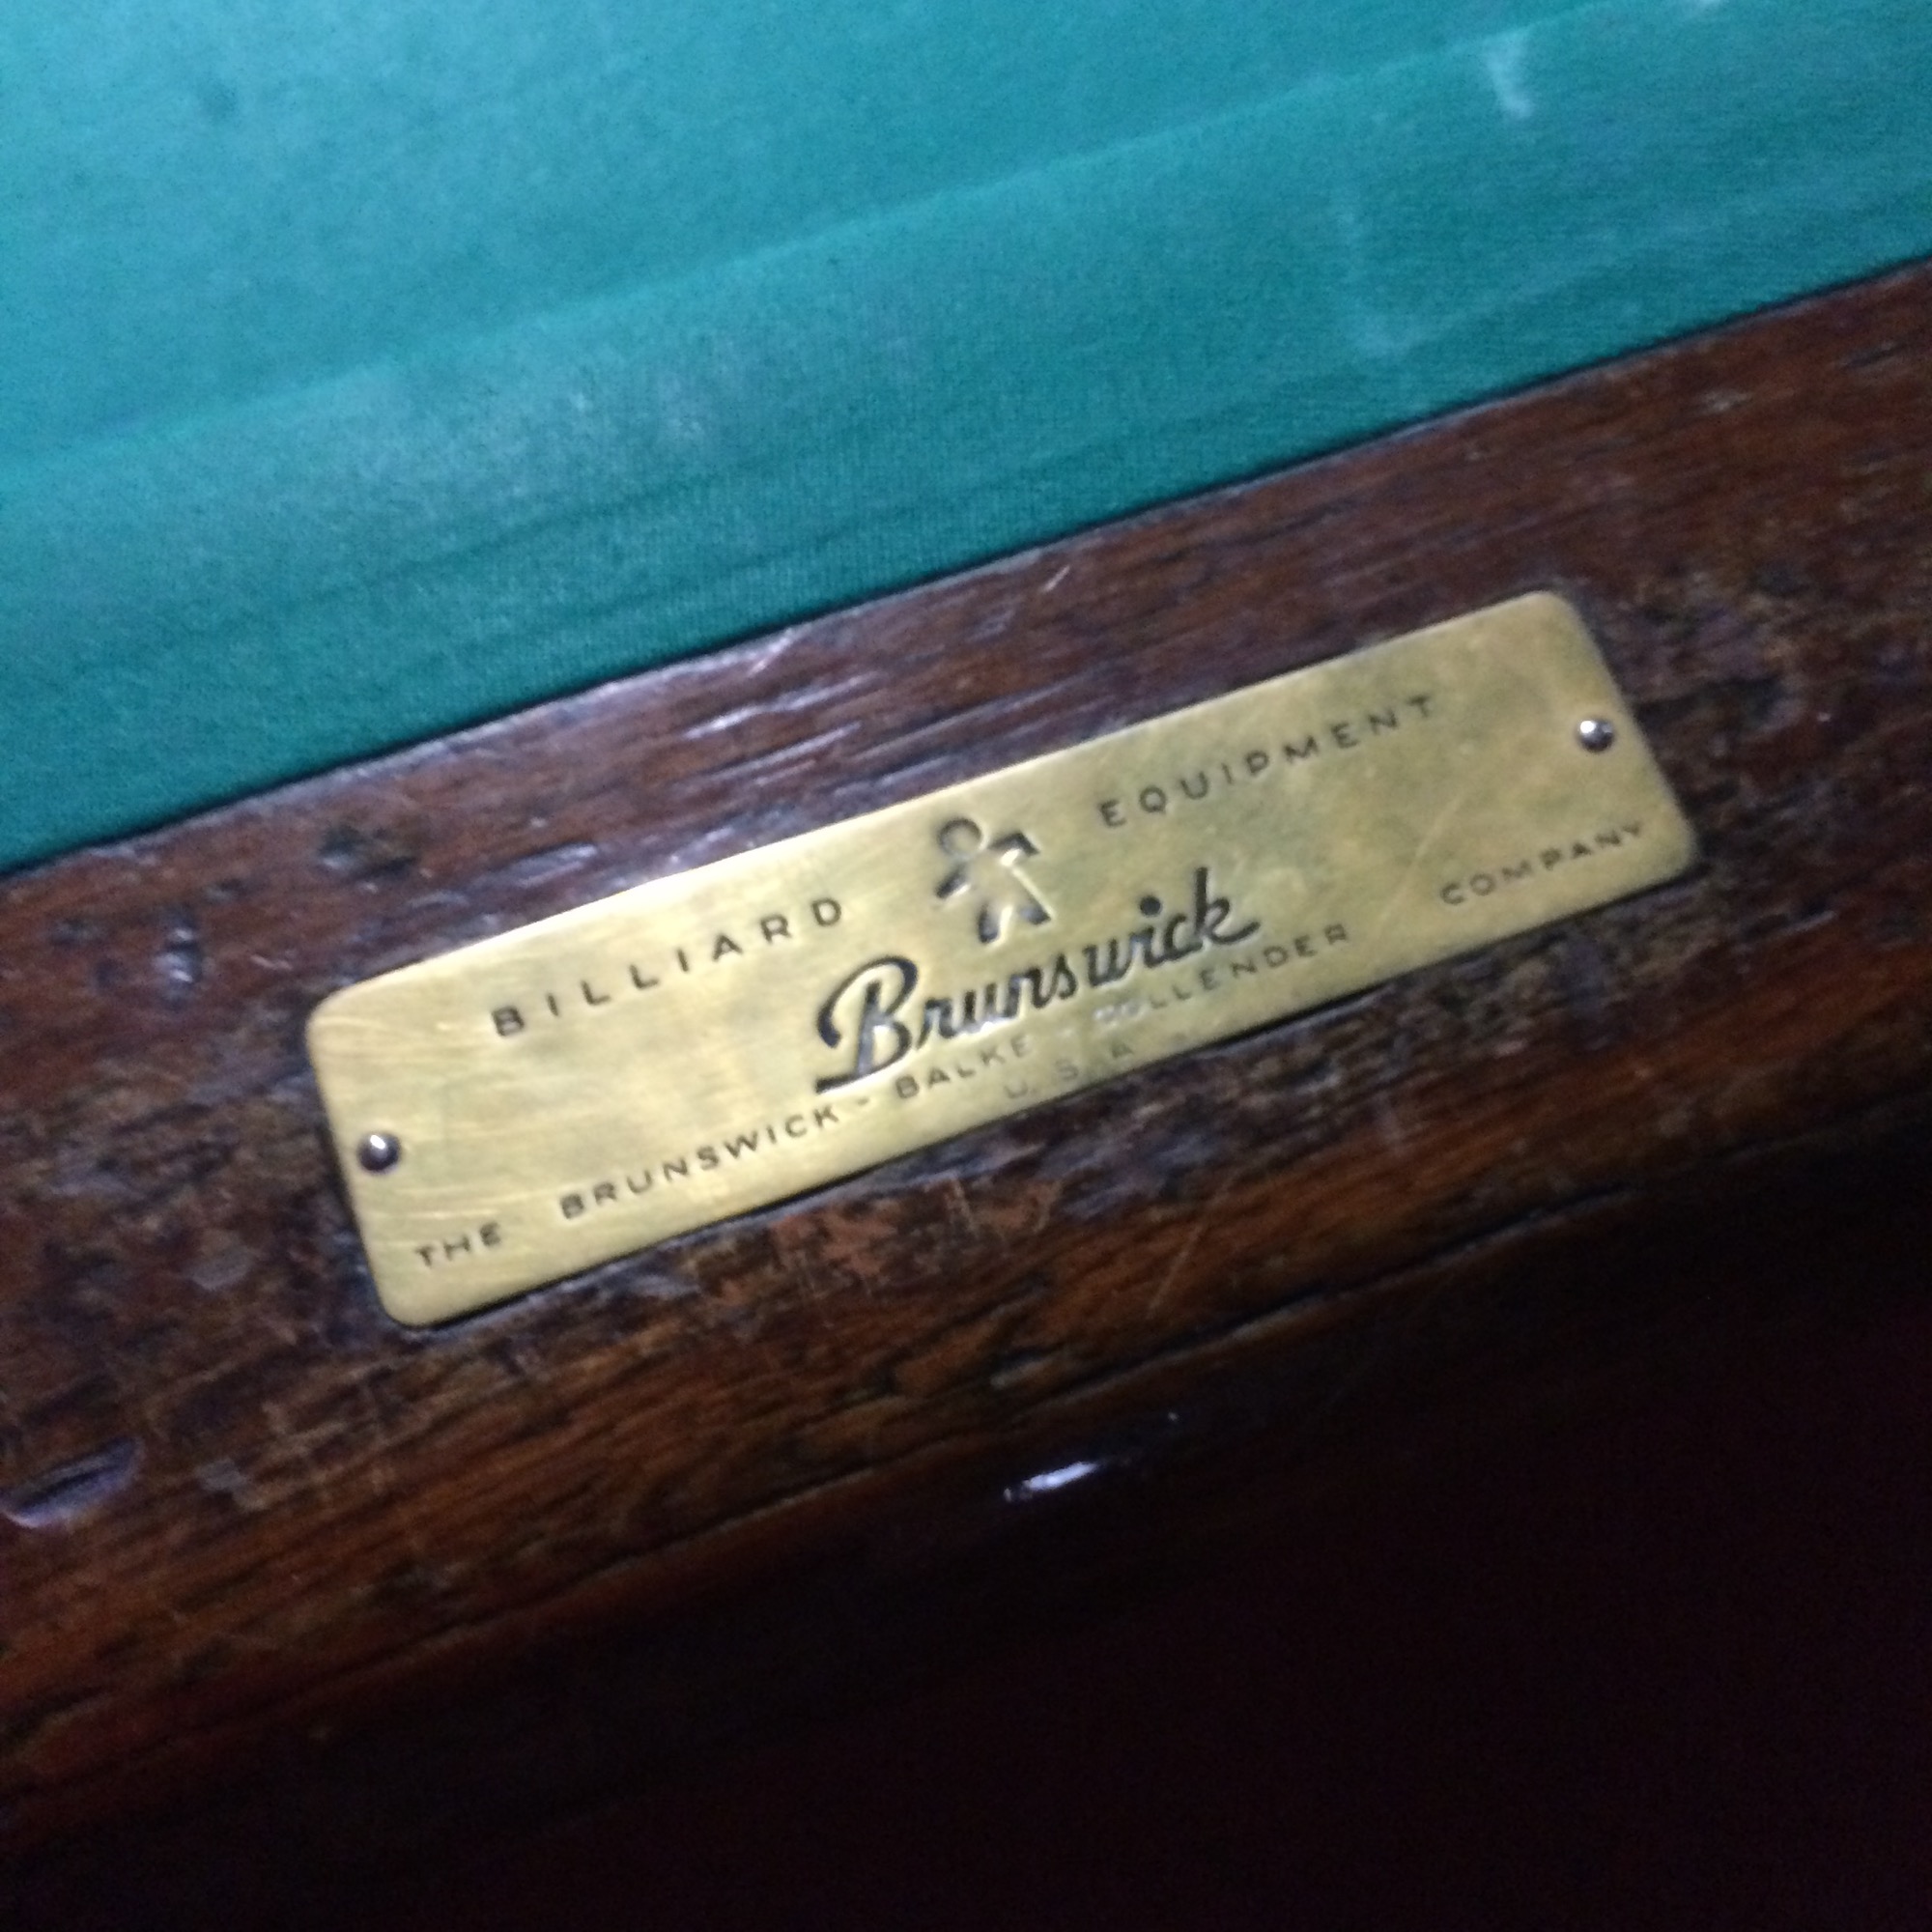 BILLIARD EQUIPMENT
Brunswick
THE BRUNSWICK - BALKE - COLLENDER COMPANY
U.S.A.